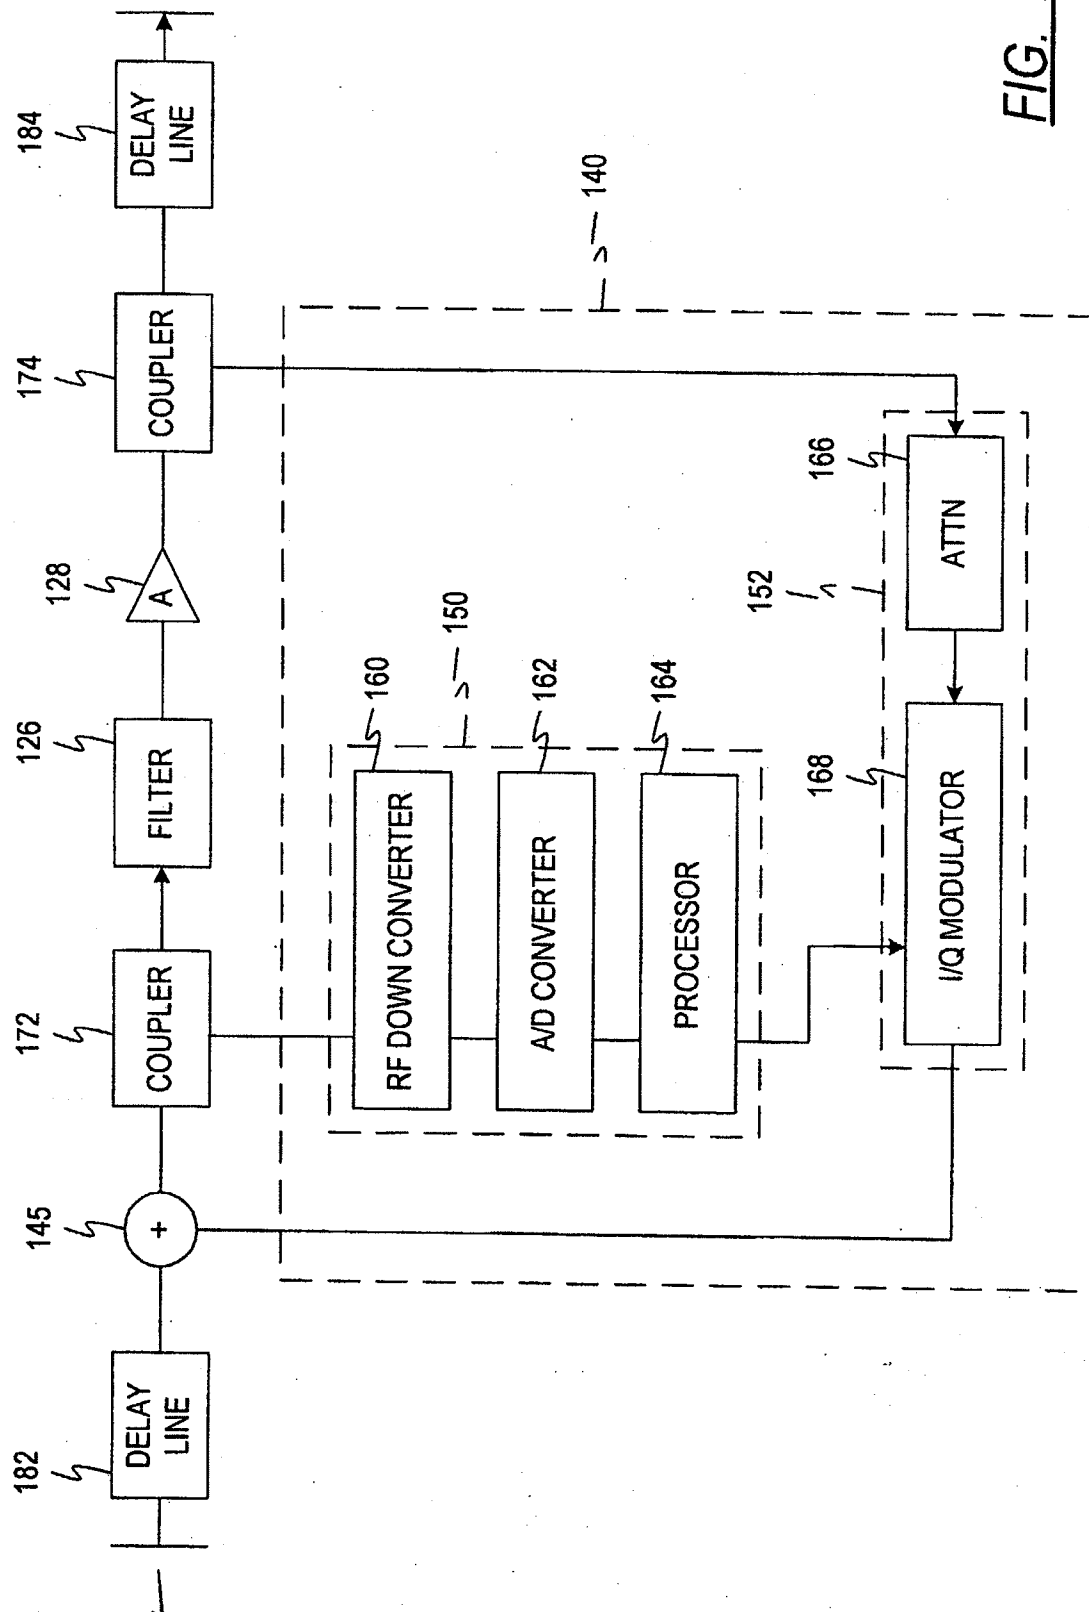 182
DELAY
LINE
145
+
172
COUPLER
126
FILTER
128
A
174
COUPLER
184
DELAY
LINE
140
150
160
RF DOWN CONVERTER
162
A/D CONVERTER
164
PROCESSOR
152
166
ATTN
168
I/Q MODULATOR
FIG.